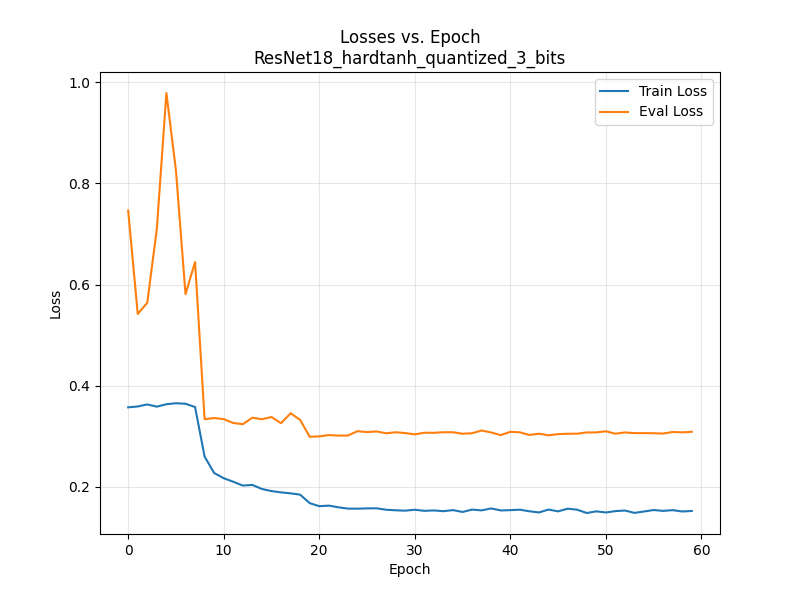 Losses vs. Epoch
ResNet18_hardtanh_quantized_3_bits
Train Loss
Eval Loss
1.0
0.8
0.6
0.4
0.2
Loss
0 10 20 30 40 50 60
Epoch